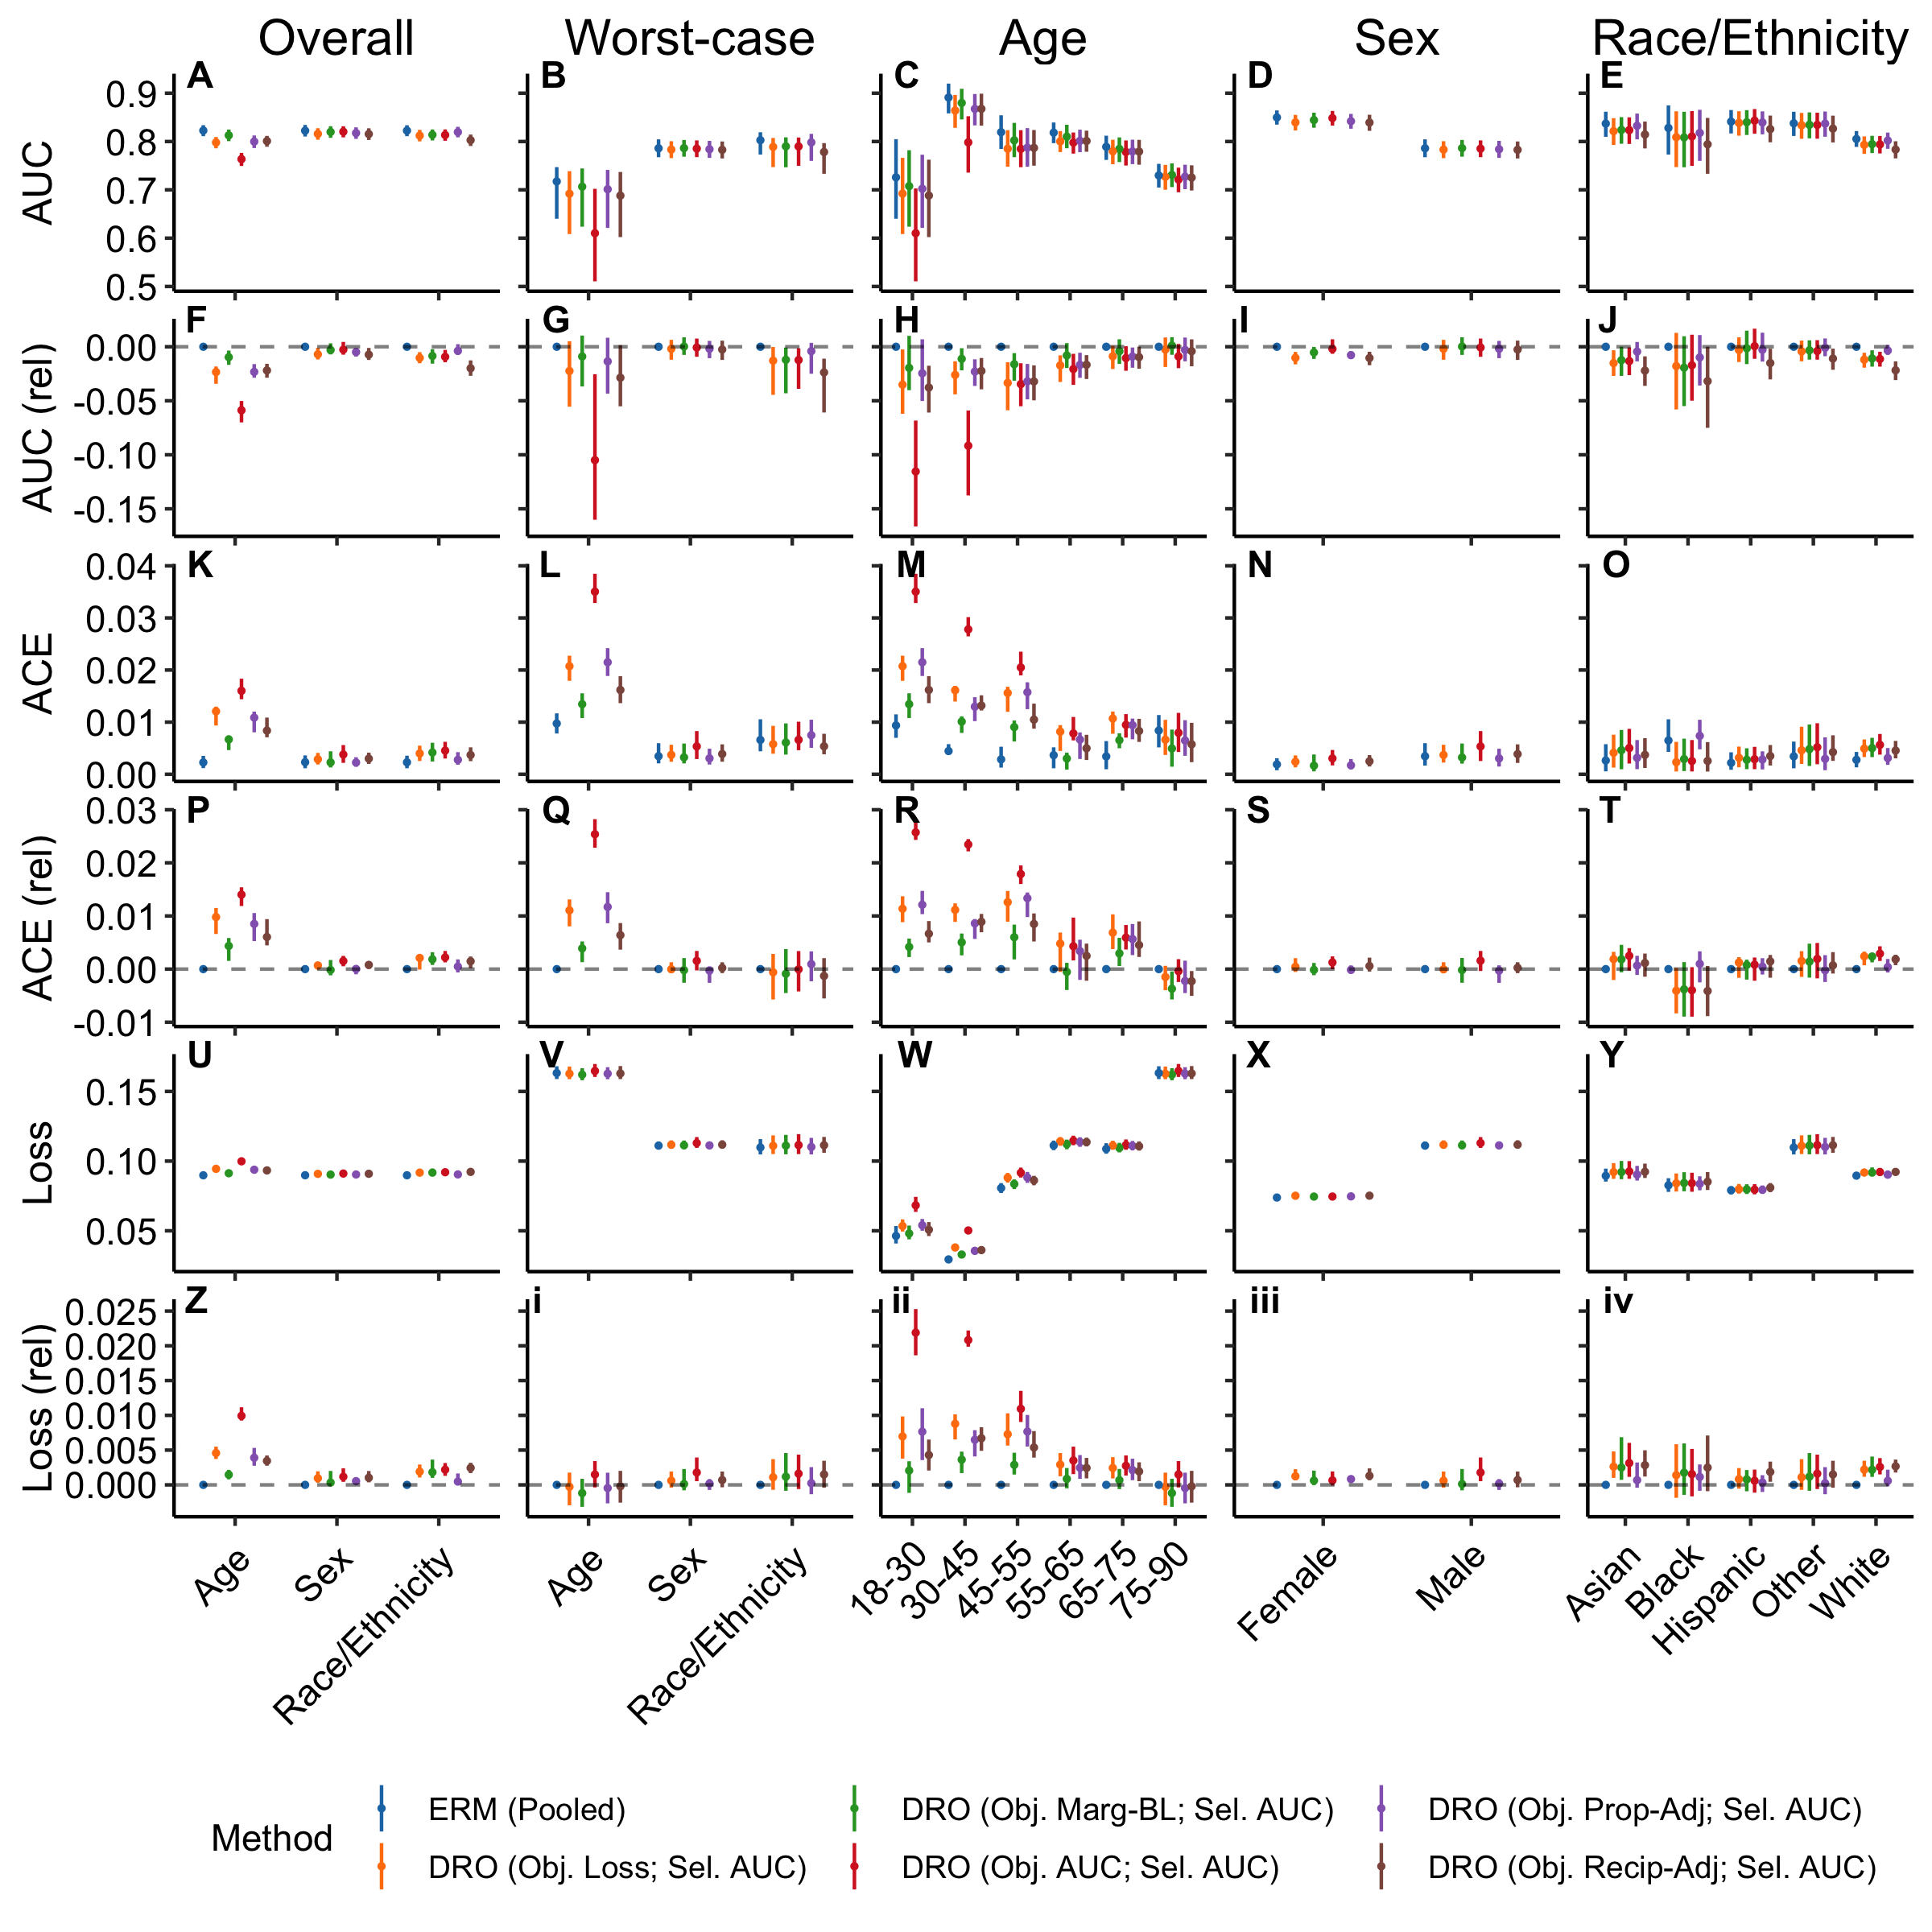 Overall Worst-case Age Sex Race/Ethnicity
A B C D E
AUC
0.9
0.8
0.7
0.6
0.5
F G H I J
AUC (rel)
0.00
-0.05
-0.10
-0.15
K L M N O
ACE
0.04
0.03
0.02
0.01
0.00
P Q R S T
ACE (rel)
0.03
0.02
0.01
0.00
-0.01
U V W X Y
Loss
0.15
0.10
0.05
Z i ii iii iv
Loss (rel)
0.025
0.020
0.015
0.010
0.005
0.000
Age Sex Race/Ethnicity Age Sex Race/Ethnicity 18-30 30-45 45-55 55-65 65-75 75-90 Female Male Asian Black Hispanic Other White
Method
ERM (Pooled) DRO (Obj. Marg-BL; Sel. AUC) DRO (Obj. Prop-Adj; Sel. AUC)
DRO (Obj. Loss; Sel. AUC) DRO (Obj. AUC; Sel. AUC) DRO (Obj. Recip-Adj; Sel. AUC)